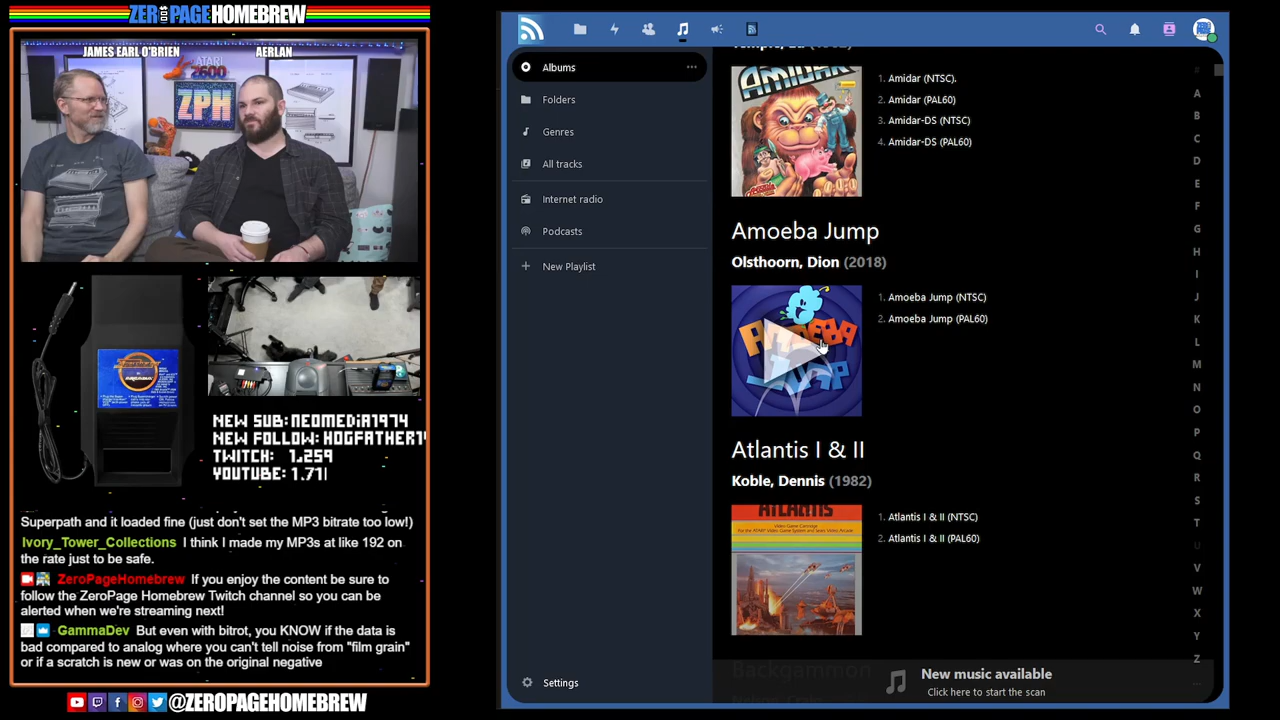 ZEROPAGE HOMEBREW
JAMES EARL O'BRIEN
AERLAN
ATARI
2600
ZPH
NEW SUB: NEOMEDIA1974
NEW FOLLOW: HOGFATHER1
TWITCH: 1,259
YOUTUBE: 1,71
Superpath and it loaded fine (just don't set the MP3 bitrate too low!)
Ivory_Tower_Collections I think I made my MP3s at like 192 on
the rate just to be safe.
ZeroPageHomebrew If you enjoy the content be sure to
follow the ZeroPage Homebrew Twitch channel so you can be
alerted when we're streaming next!
GammaDev But even with bitrot, you KNOW if the data is
bad compared to analog where you can't tell noise from "film grain"
or if a scratch is new or was on the original negative
@ZEROPAGEHOMEBREW
Albums
Folders
Genres
All tracks
Internet radio
Podcasts
New Playlist
Settings
AMIDAR
1. Amidar (NTSC).
2. Amidar (PAL60)
3. Amidar-DS (NTSC)
4. Amidar-DS (PAL60)
Amoeba Jump
Olsthoorn, Dion (2018)
AMOEBA
JUMP
1. Amoeba Jump (NTSC)
2. Amoeba Jump (PAL60)
Atlantis I & II
Koble, Dennis (1982)
ATLANTIS
1. Atlantis I & II (NTSC)
2. Atlantis I & II (PAL60)
Backgammon
New music available
Click here to start the scan
#
A
B
C
D
E
F
G
H
I
J
K
L
M
N
O
P
Q
R
S
T
U
V
W
X
Y
Z